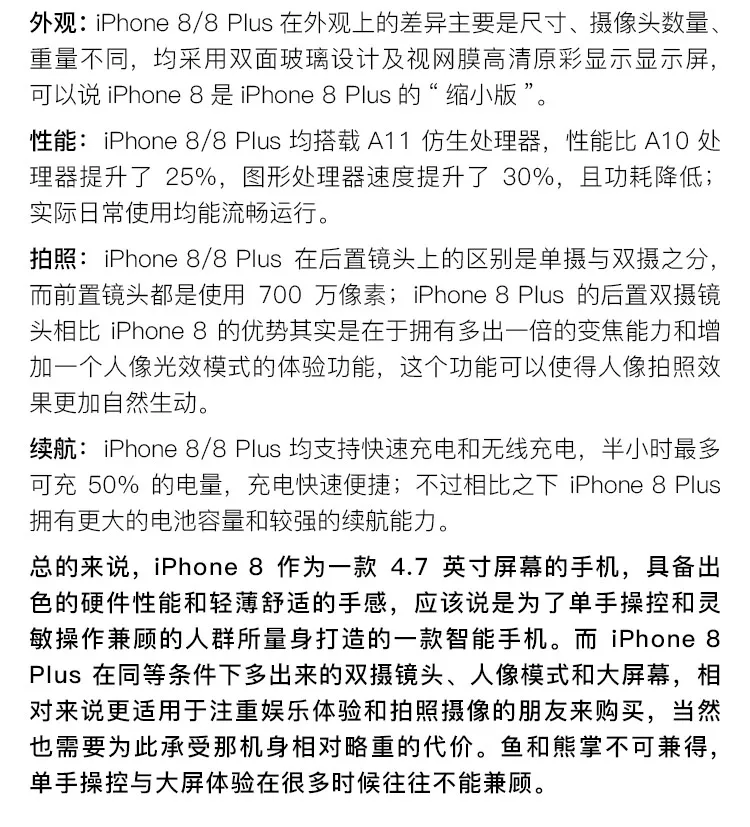 外观：iPhone 8/8 Plus 在外观上的差异主要是尺寸、摄像头数量、
重量不同，均采用双面玻璃设计及视网膜高清原彩显示显示屏，
可以说 iPhone 8 是 iPhone 8 Plus 的 “ 缩小版 ”。
性能： iPhone 8/8 Plus 均搭载 A11 仿生处理器，性能比 A10 处
理器提升了 25%，图形处理器速度提升了 30%，且功耗降低；
实际日常使用均能流畅运行。
拍照： iPhone 8/8 Plus 在后置镜头上的区别是单摄与双摄之分，
而前置镜头都是使用 700 万像素；iPhone 8 Plus 的后置双摄镜
头相比 iPhone 8 的优势其实是在于拥有多出一倍的变焦能力和增
加一个人像光效模式的体验功能，这个功能可以使得人像拍照效
果更加自然生动。
续航： iPhone 8/8 Plus 均支持快速充电和无线充电，半小时最多
可充 50% 的电量，充电快速便捷；不过相比之下 iPhone 8 Plus
拥有更大的电池容量和较强的续航能力。
总的来说，iPhone 8 作为一款 4.7 英寸屏幕的手机，具备出
色的硬件性能和轻薄舒适的手感，应该说是为了单手操控和灵
敏操作兼顾的人群所量身打造的一款智能手机。而 iPhone 8
Plus 在同等条件下多出来的双摄镜头、人像模式和大屏幕，相
对来说更适用于注重娱乐体验和拍照摄像的朋友来购买，当然
也需要为此承受那机身相对略重的代价。鱼和熊掌不可兼得，
单手操控与大屏体验在很多时候往往不能兼顾。